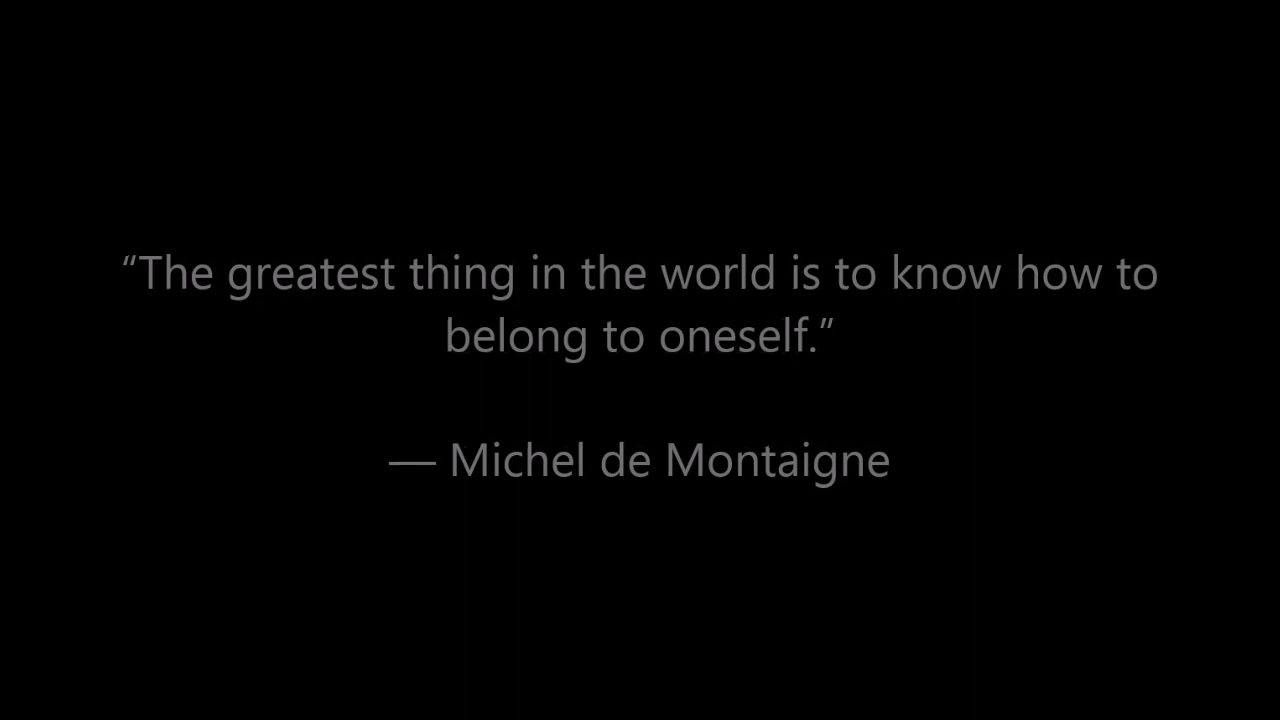 “The greatest thing in the world is to know how to
belong to oneself.”
— Michel de Montaigne